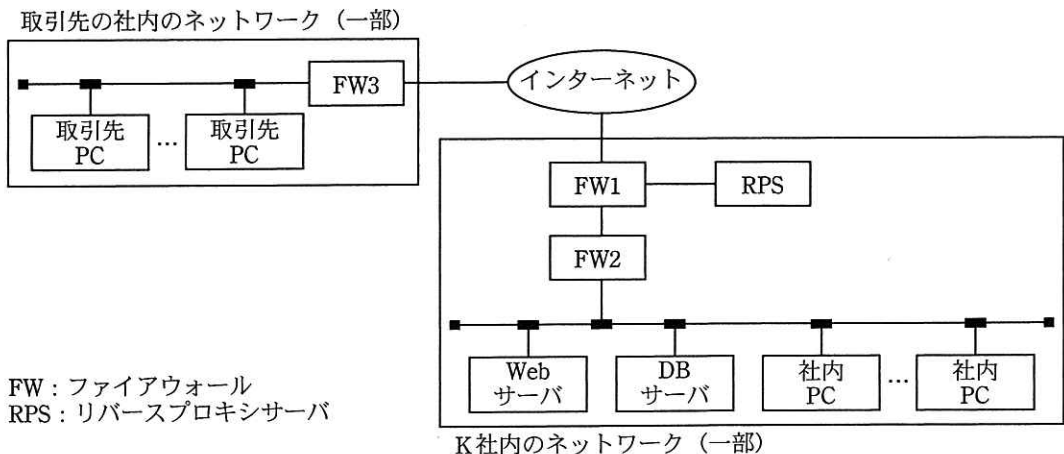 取引先の社内のネットワーク（一部）
FW3
インターネット
取引先
PC
...
取引先
PC
FW1
RPS
FW2
Web
サーバ
DB
サーバ
社内
PC
...
社内
PC
FW：ファイアウォール
RPS：リバースプロキシサーバ
K社内のネットワーク（一部）